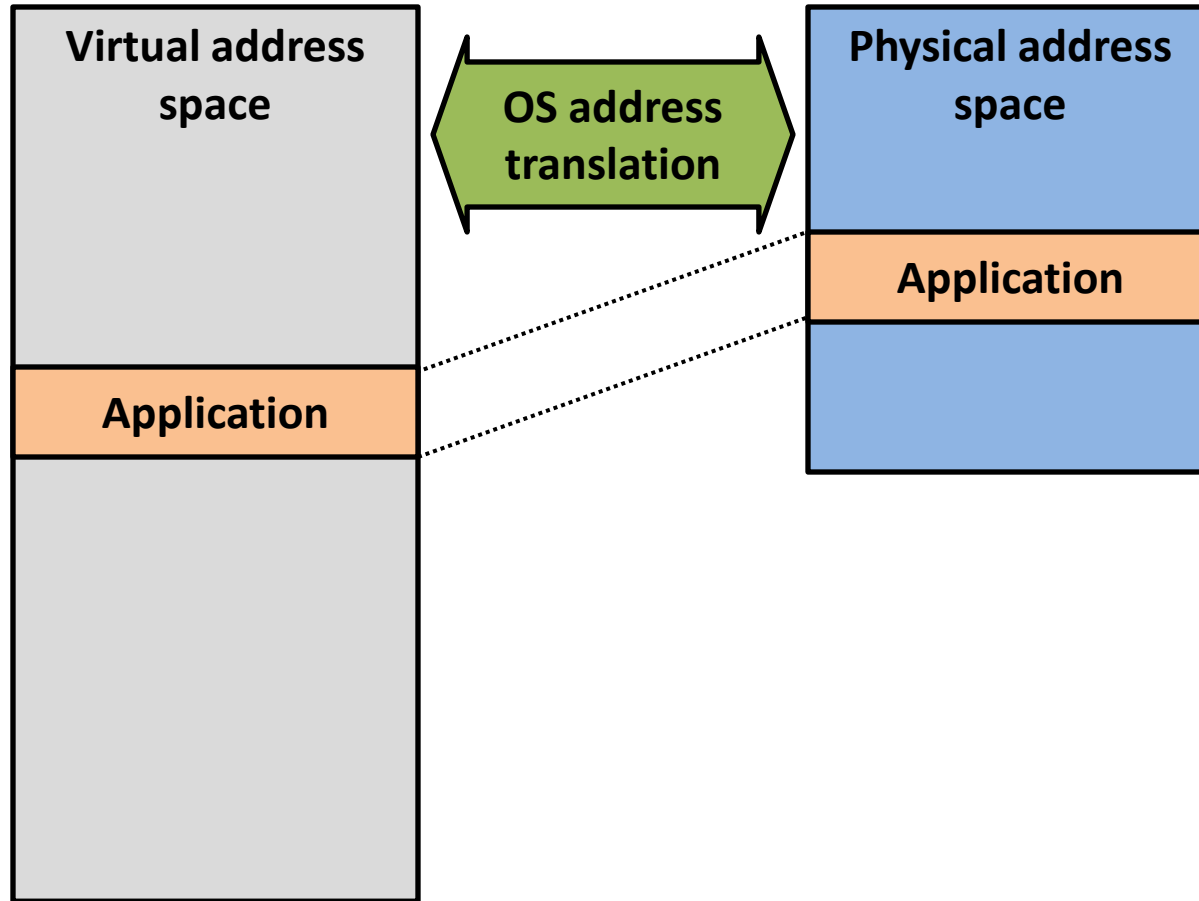 Virtual address
space
OS address
translation
Physical address
space
Application
Application